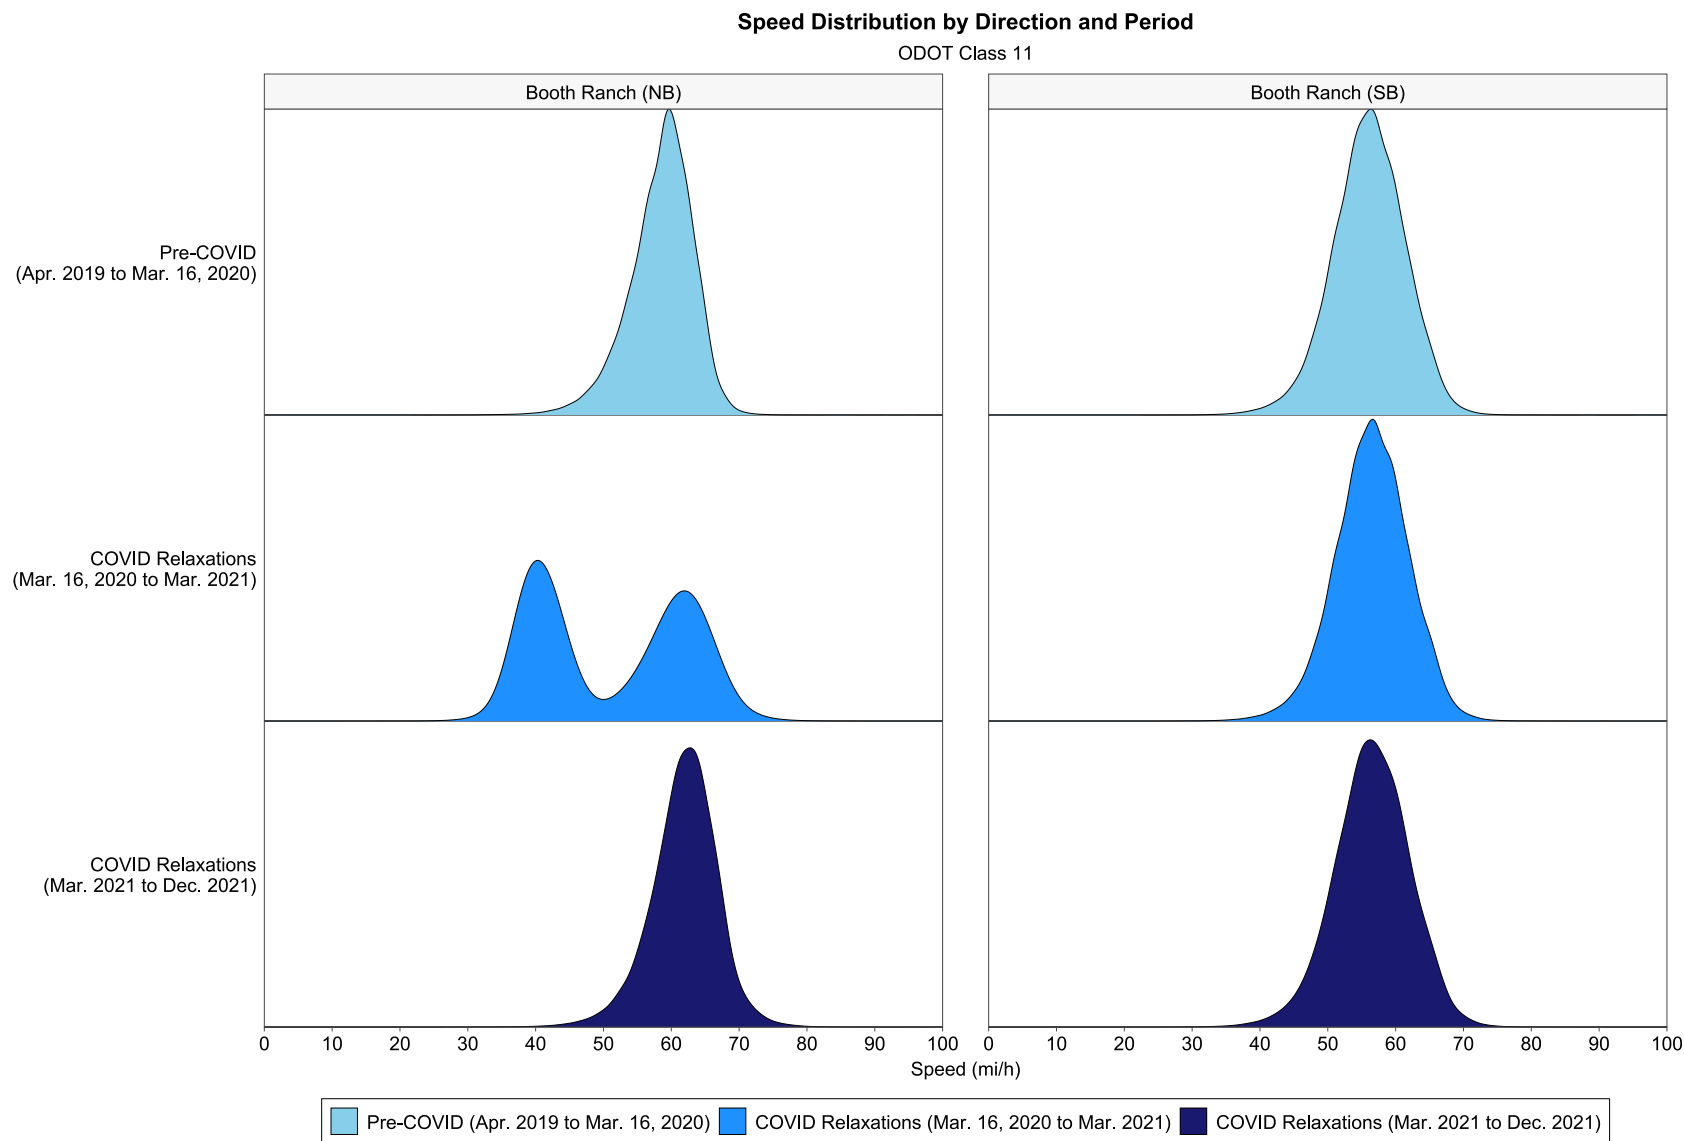 Speed Distribution by Direction and Period
ODOT Class 11
Booth Ranch (NB)
Booth Ranch (SB)
Pre-COVID
(Apr. 2019 to Mar. 16, 2020)
COVID Relaxations
(Mar. 16, 2020 to Mar. 2021)
COVID Relaxations
(Mar. 2021 to Dec. 2021)
0 10 20 30 40 50 60 70 80 90 100
0 10 20 30 40 50 60 70 80 90 100
Speed (mi/h)
Pre-COVID (Apr. 2019 to Mar. 16, 2020) COVID Relaxations (Mar. 16, 2020 to Mar. 2021) COVID Relaxations (Mar. 2021 to Dec. 2021)